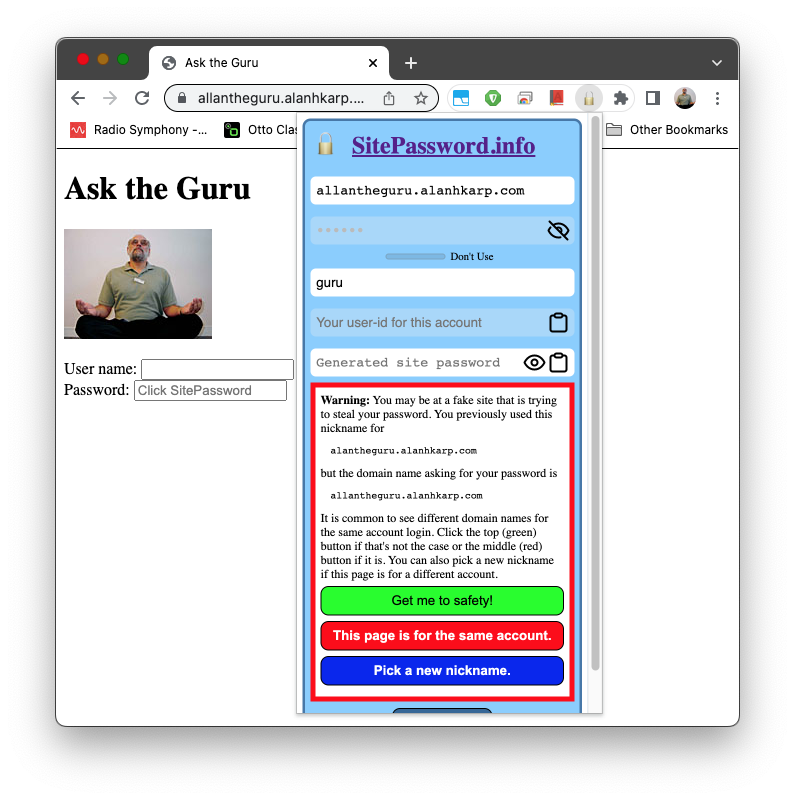 Ask the Guru
allantheguru.alanhkarp....
Radio Symphony -...
Otto Clas
Other Bookmarks
Ask the Guru
User name:
Password: Click SitePassword
SitePassword.info
allantheguru.alanhkarp.com
Don't Use
guru
Your user-id for this account
Generated site password
Warning: You may be at a fake site that is trying
to steal your password. You previously used this
nickname for
alantheguru.alanhkarp.com
but the domain name asking for your password is
allantheguru.alanhkarp.com
It is common to see different domain names for
the same account login. Click the top (green)
button if that's not the case or the middle (red)
button if it is. You can also pick a new nickname
if this page is for a different account.
Get me to safety!
This page is for the same account.
Pick a new nickname.